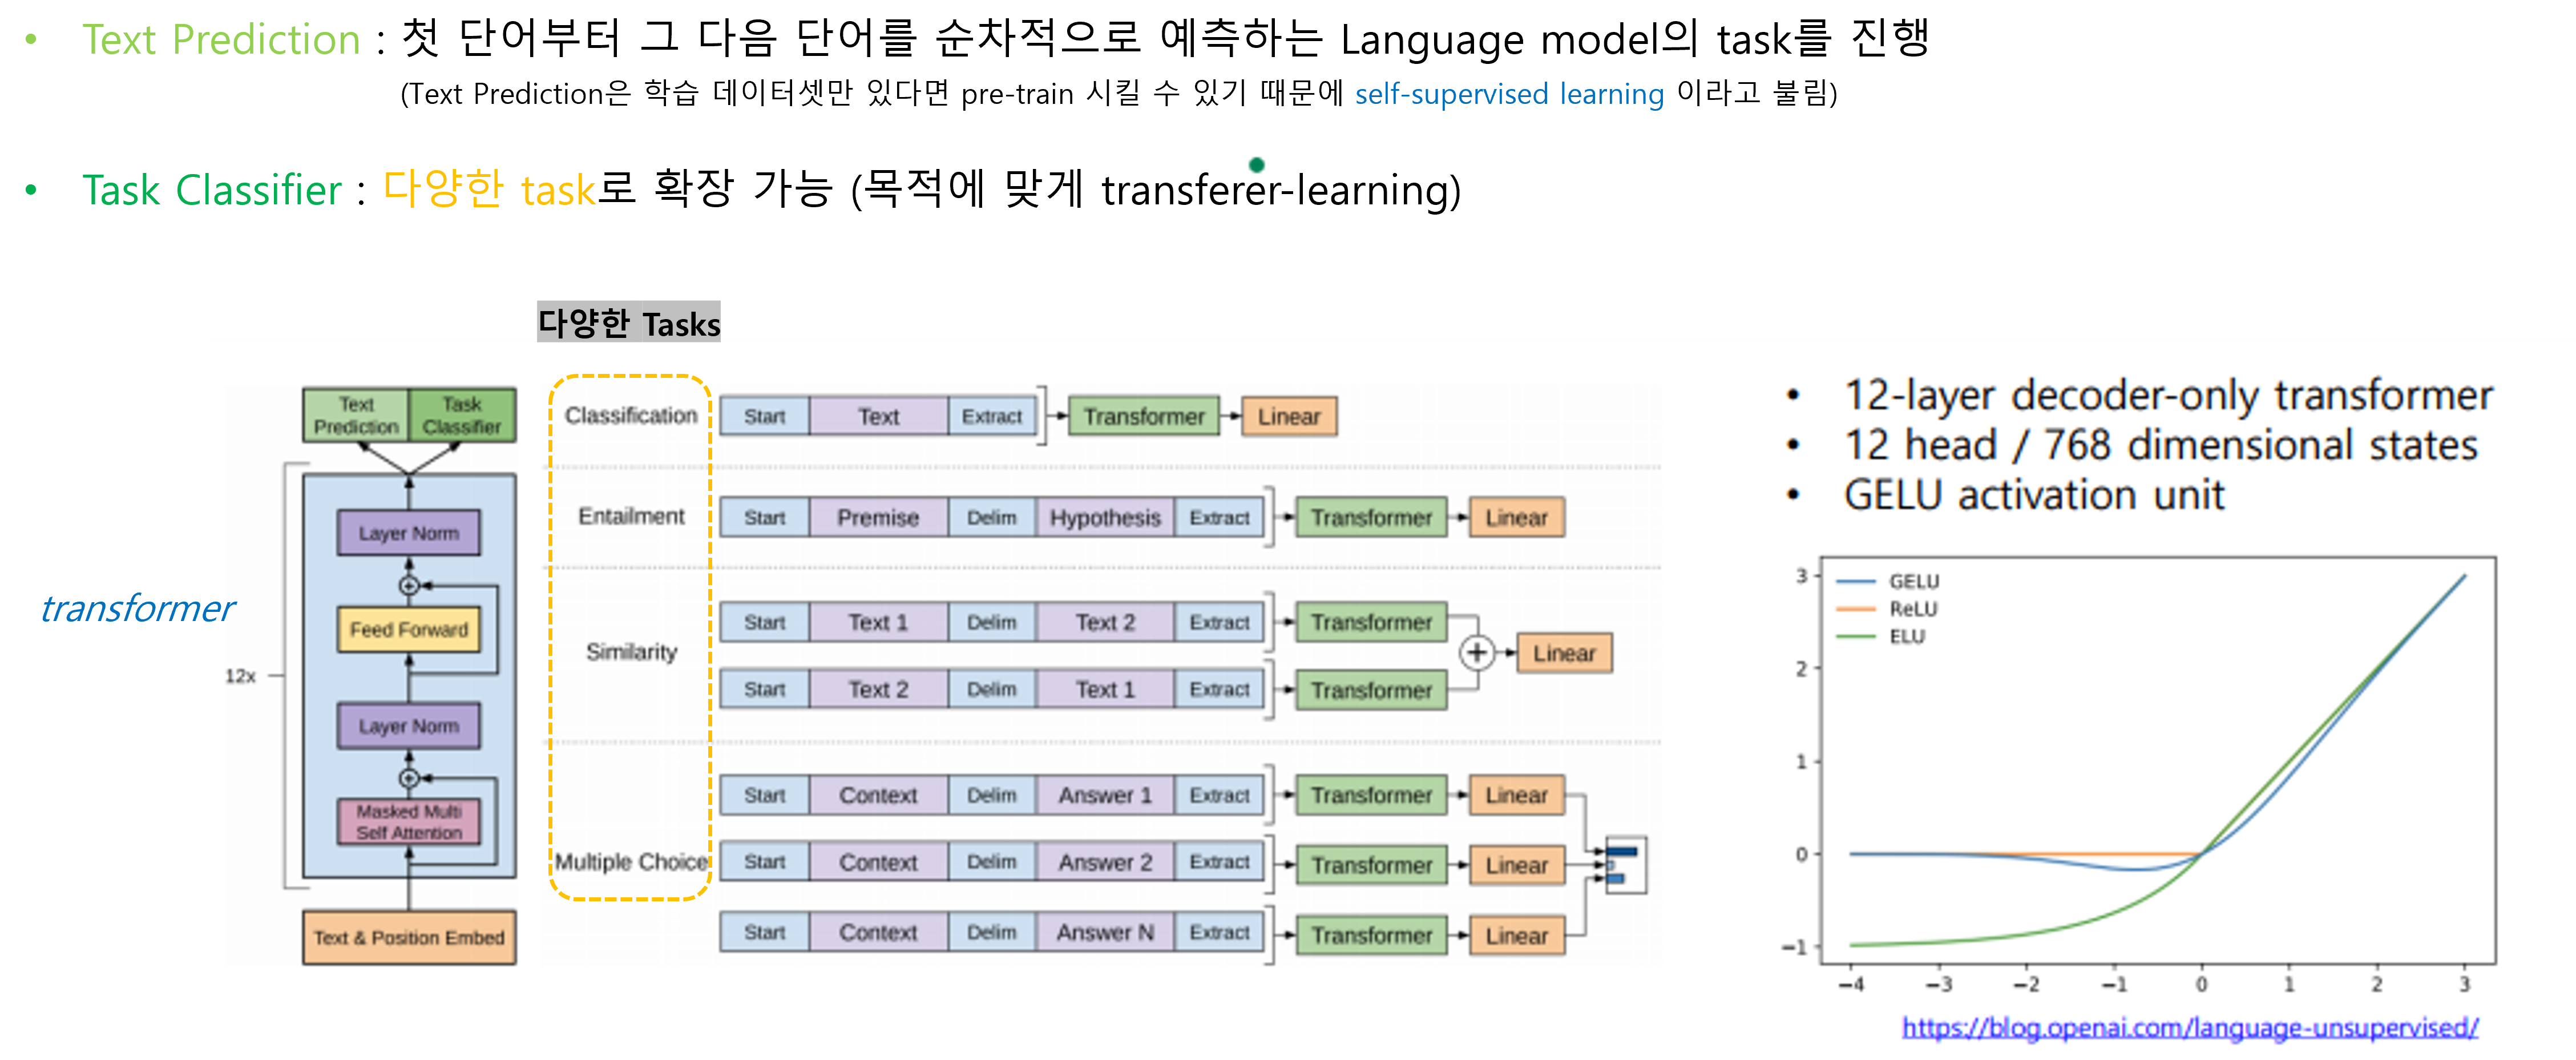 • Text Prediction : 첫 단어부터 그 다음 단어를 순차적으로 예측하는 Language model의 task를 진행
(Text Prediction은 학습 데이터셋만 있다면 pre-train 시킬 수 있기 때문에 self-supervised learning 이라고 불림)
• Task Classifier : 다양한 task로 확장 가능 (목적에 맞게 transferer-learning)
다양한 Tasks
transformer
12x
Text Prediction
Task Classifier
Layer Norm
+
Feed Forward
Layer Norm
+
Masked Multi
Self Attention
Text & Position Embed
Classification
Start Text Extract Transformer Linear
Entailment
Start Premise Delim Hypothesis Extract Transformer Linear
Similarity
Start Text 1 Delim Text 2 Extract Transformer
+ Linear
Start Text 2 Delim Text 1 Extract Transformer
Multiple Choice
Start Context Delim Answer 1 Extract Transformer Linear
Start Context Delim Answer 2 Extract Transformer Linear
Start Context Delim Answer N Extract Transformer Linear
• 12-layer decoder-only transformer
• 12 head / 768 dimensional states
• GELU activation unit
GELU
ReLU
ELU
3
2
1
0
−1
−4 −3 −2 −1 0 1 2 3
https://blog.openai.com/language-unsupervised/